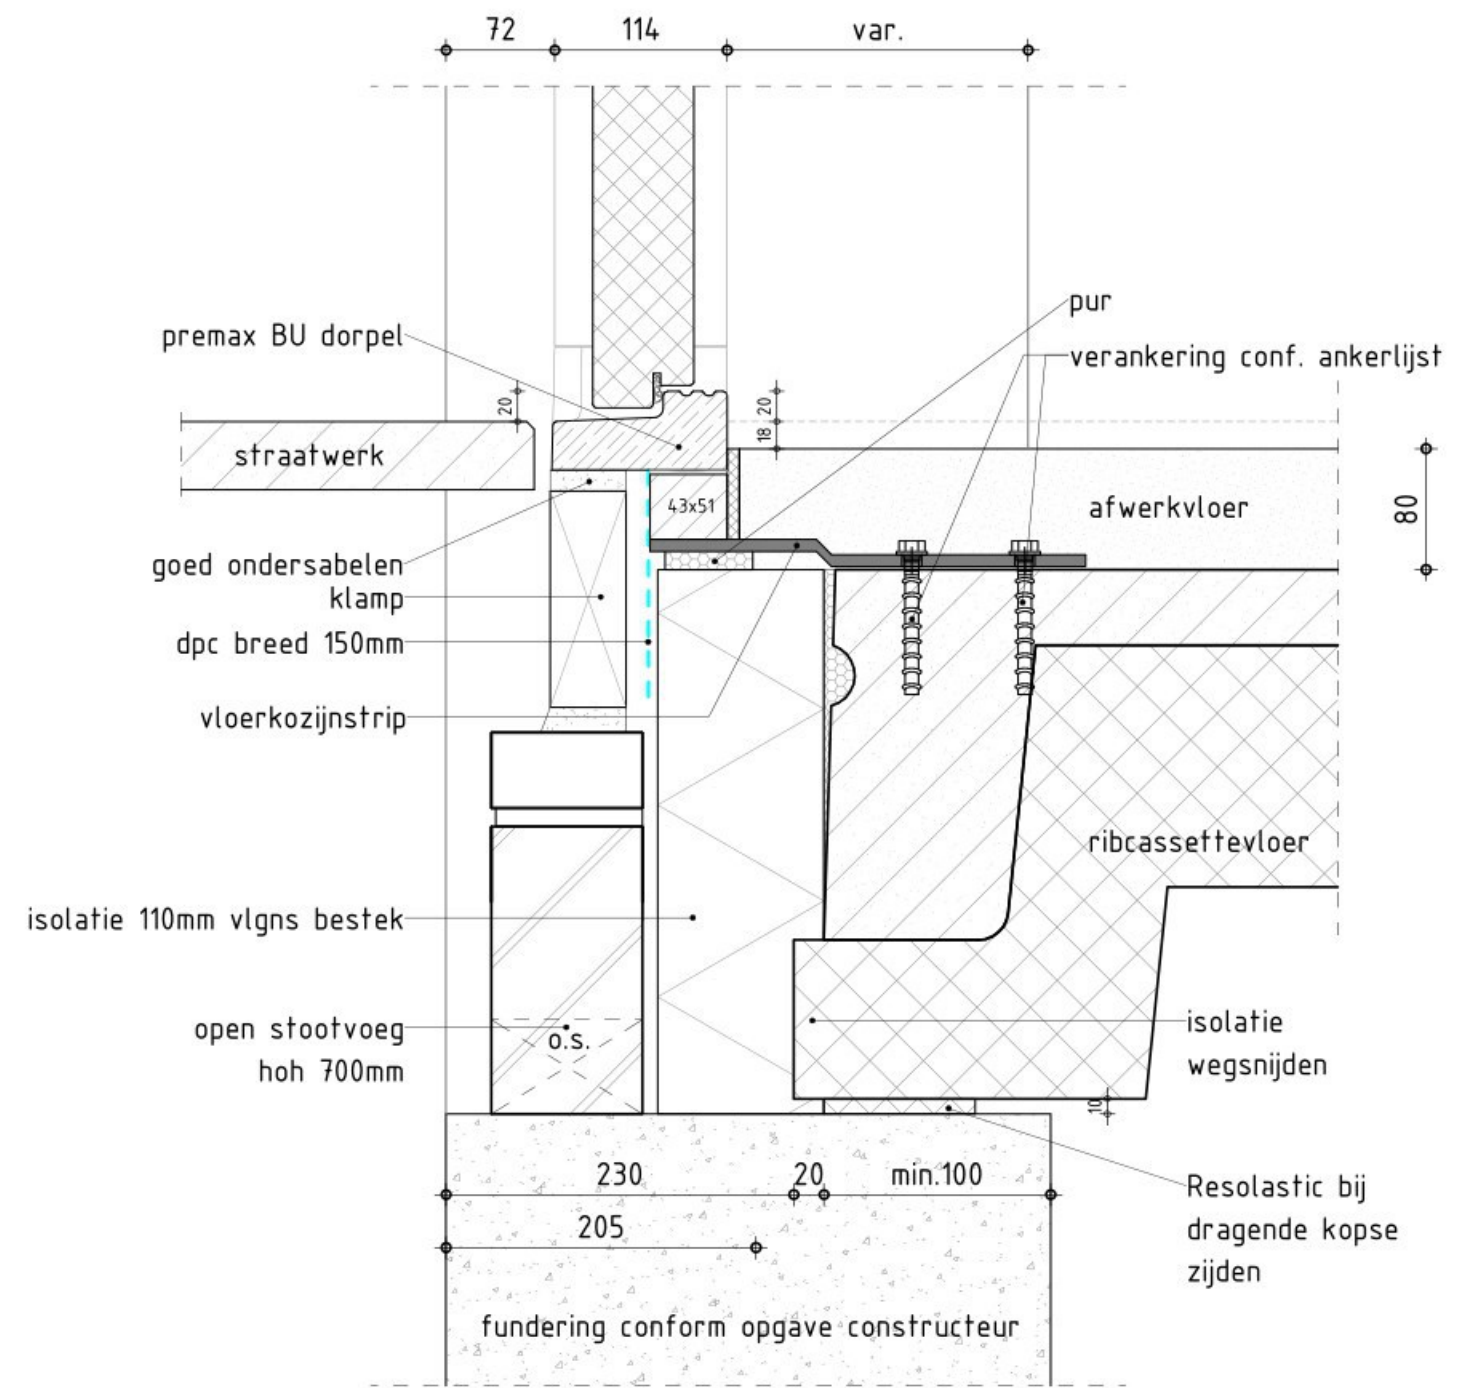 72
114
var.
pur
premax BU dorpel
verankering conf. ankerlijst
20
20
18
straatwerk
43x51
afwerkvloer
80
goed ondersabelen
klamp
dpc breed 150mm
vloerkozijnstrip
ribcassettevloer
isolatie 110mm vlgns bestek
open stootvoeg
hoh 700mm
o.s.
isolatie
wegsnijden
10
230
20
min.100
Resolastic bij
dragende kopse
zijden
205
fundering conform opgave constructeur